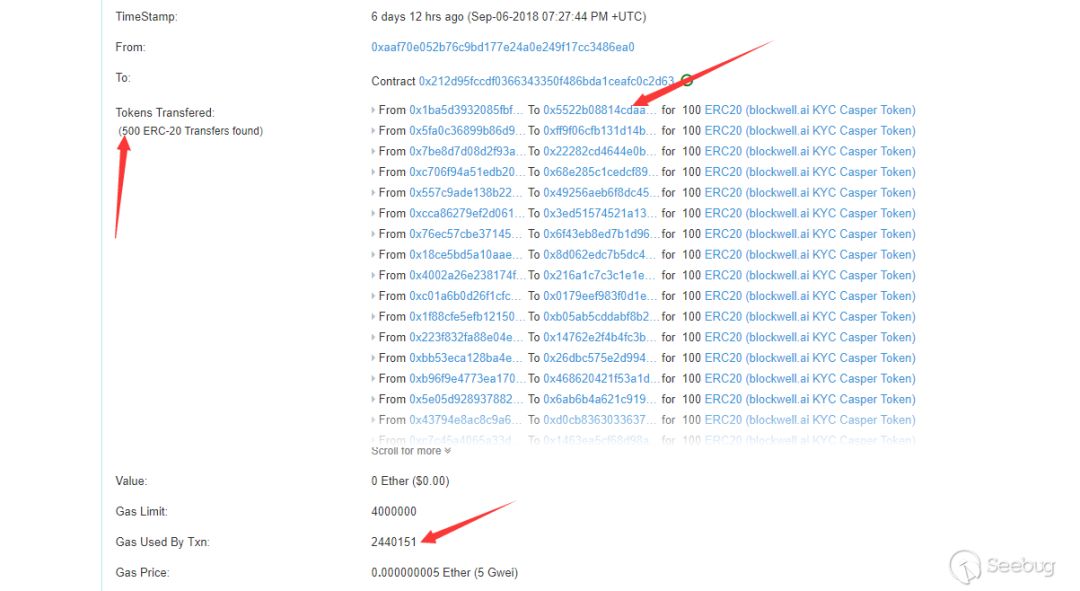 TimeStamp: 6 days 12 hrs ago (Sep-06-2018 07:27:44 PM +UTC)
From: 0xaaf70e052b76c9bd177e24a0e249f17cc3486ea0
To: Contract 0x212d95fccdf0366343350f486bda1ceafc0c2d63
Tokens Transfered:
(500 ERC-20 Transfers found)
From 0x1ba5d3932085fbf... To 0x5522b08814cdaa... for 100 ERC20 (blockwell.ai KYC Casper Token)
From 0x5fa0c36899b86d9... To 0xff9f06cfb131d14b... for 100 ERC20 (blockwell.ai KYC Casper Token)
From 0x7be8d7d08d2f93a... To 0x22282cd4644e0b... for 100 ERC20 (blockwell.ai KYC Casper Token)
From 0xc706f94a51edb20... To 0x68e285c1cedcf89... for 100 ERC20 (blockwell.ai KYC Casper Token)
From 0x557c9ade138b22... To 0x49256aeb6f8dc45... for 100 ERC20 (blockwell.ai KYC Casper Token)
From 0xcca86279ef2d061... To 0x3ed51574521a13... for 100 ERC20 (blockwell.ai KYC Casper Token)
From 0x76ec57cbe37145... To 0x6f43eb8ed7b1d96... for 100 ERC20 (blockwell.ai KYC Casper Token)
From 0x18ce5bd5a10aae... To 0x8d062edc7b5dc4... for 100 ERC20 (blockwell.ai KYC Casper Token)
From 0x4002a26e238174f... To 0x216a1c7c3c1e1e... for 100 ERC20 (blockwell.ai KYC Casper Token)
From 0xc01a6b0d26f1cfc... To 0x0179eef983f0d1e... for 100 ERC20 (blockwell.ai KYC Casper Token)
From 0x1f88cfe5efb12150... To 0xb05ab5cddabf8b2... for 100 ERC20 (blockwell.ai KYC Casper Token)
From 0x223f832fa88e04e... To 0x14762e2f4b4fc3b... for 100 ERC20 (blockwell.ai KYC Casper Token)
From 0xbb53eca128ba4e... To 0x26dbc575e2d994... for 100 ERC20 (blockwell.ai KYC Casper Token)
From 0xb96f9e4773ea170... To 0x468620421f53a1d... for 100 ERC20 (blockwell.ai KYC Casper Token)
From 0x5e05d928937882... To 0x6ab6b4a621c919... for 100 ERC20 (blockwell.ai KYC Casper Token)
From 0x43794e8ac8c9a6... To 0xd0cb8363033637... for 100 ERC20 (blockwell.ai KYC Casper Token)
From 0xc7c45a4065a33d... To 0x1463ea5cf68d98a... for 100 ERC20 (blockwell.ai KYC Casper Token)
Scroll for more
Value: 0 Ether ($0.00)
Gas Limit: 4000000
Gas Used By Txn: 2440151
Gas Price: 0.000000005 Ether (5 Gwei)
Seebug